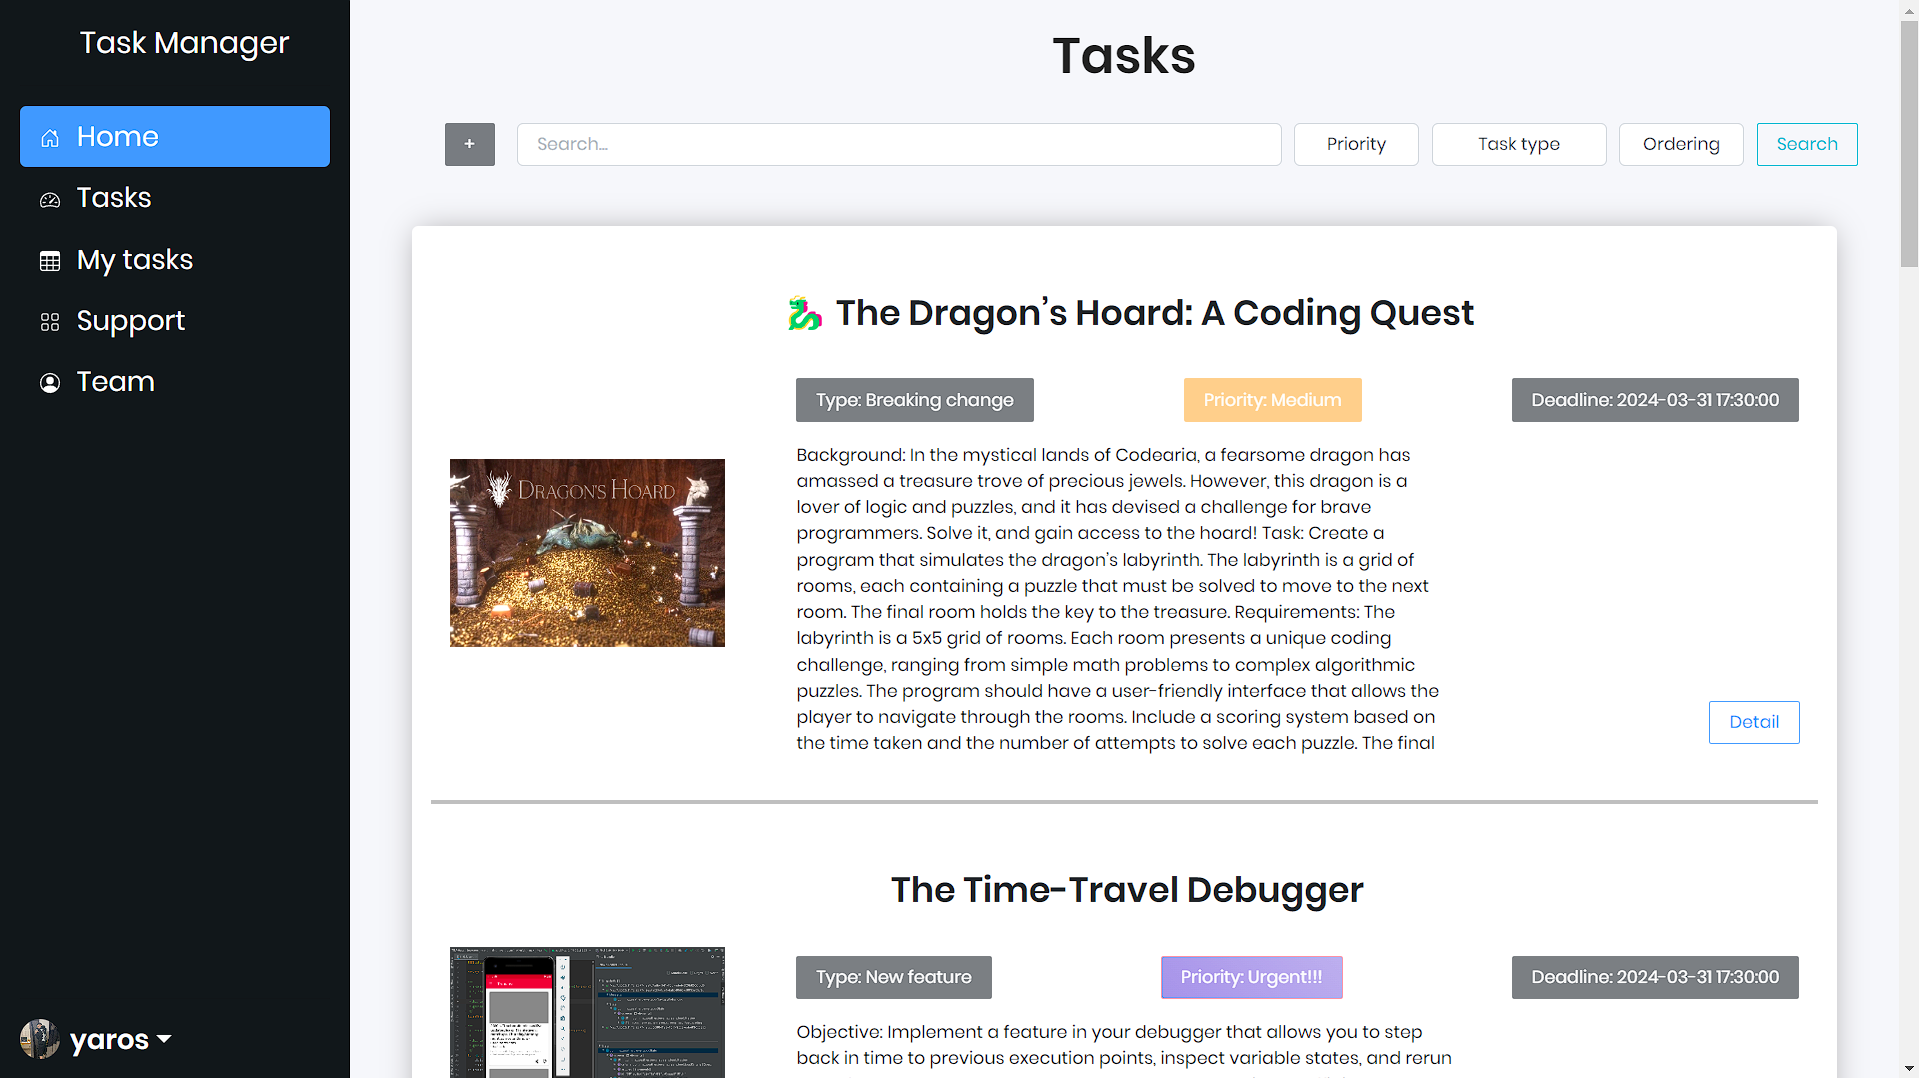 Task Manager
Home
Tasks
My tasks
Support
Team
yaros
Tasks
+
Search...
Priority
Task type
Ordering
Search
The Dragon’s Hoard: A Coding Quest
Type: Breaking change
Priority: Medium
Deadline: 2024-03-31 17:30:00
DRAGON'S HOARD
Background: In the mystical lands of Codearia, a fearsome dragon has
amassed a treasure trove of precious jewels. However, this dragon is a
lover of logic and puzzles, and it has devised a challenge for brave
programmers. Solve it, and gain access to the hoard! Task: Create a
program that simulates the dragon’s labyrinth. The labyrinth is a grid of
rooms, each containing a puzzle that must be solved to move to the next
room. The final room holds the key to the treasure. Requirements: The
labyrinth is a 5x5 grid of rooms. Each room presents a unique coding
challenge, ranging from simple math problems to complex algorithmic
puzzles. The program should have a user-friendly interface that allows the
player to navigate through the rooms. Include a scoring system based on
the time taken and the number of attempts to solve each puzzle. The final
Detail
The Time-Travel Debugger
Type: New feature
Priority: Urgent!!!
Deadline: 2024-03-31 17:30:00
Objective: Implement a feature in your debugger that allows you to step
back in time to previous execution points, inspect variable states, and rerun